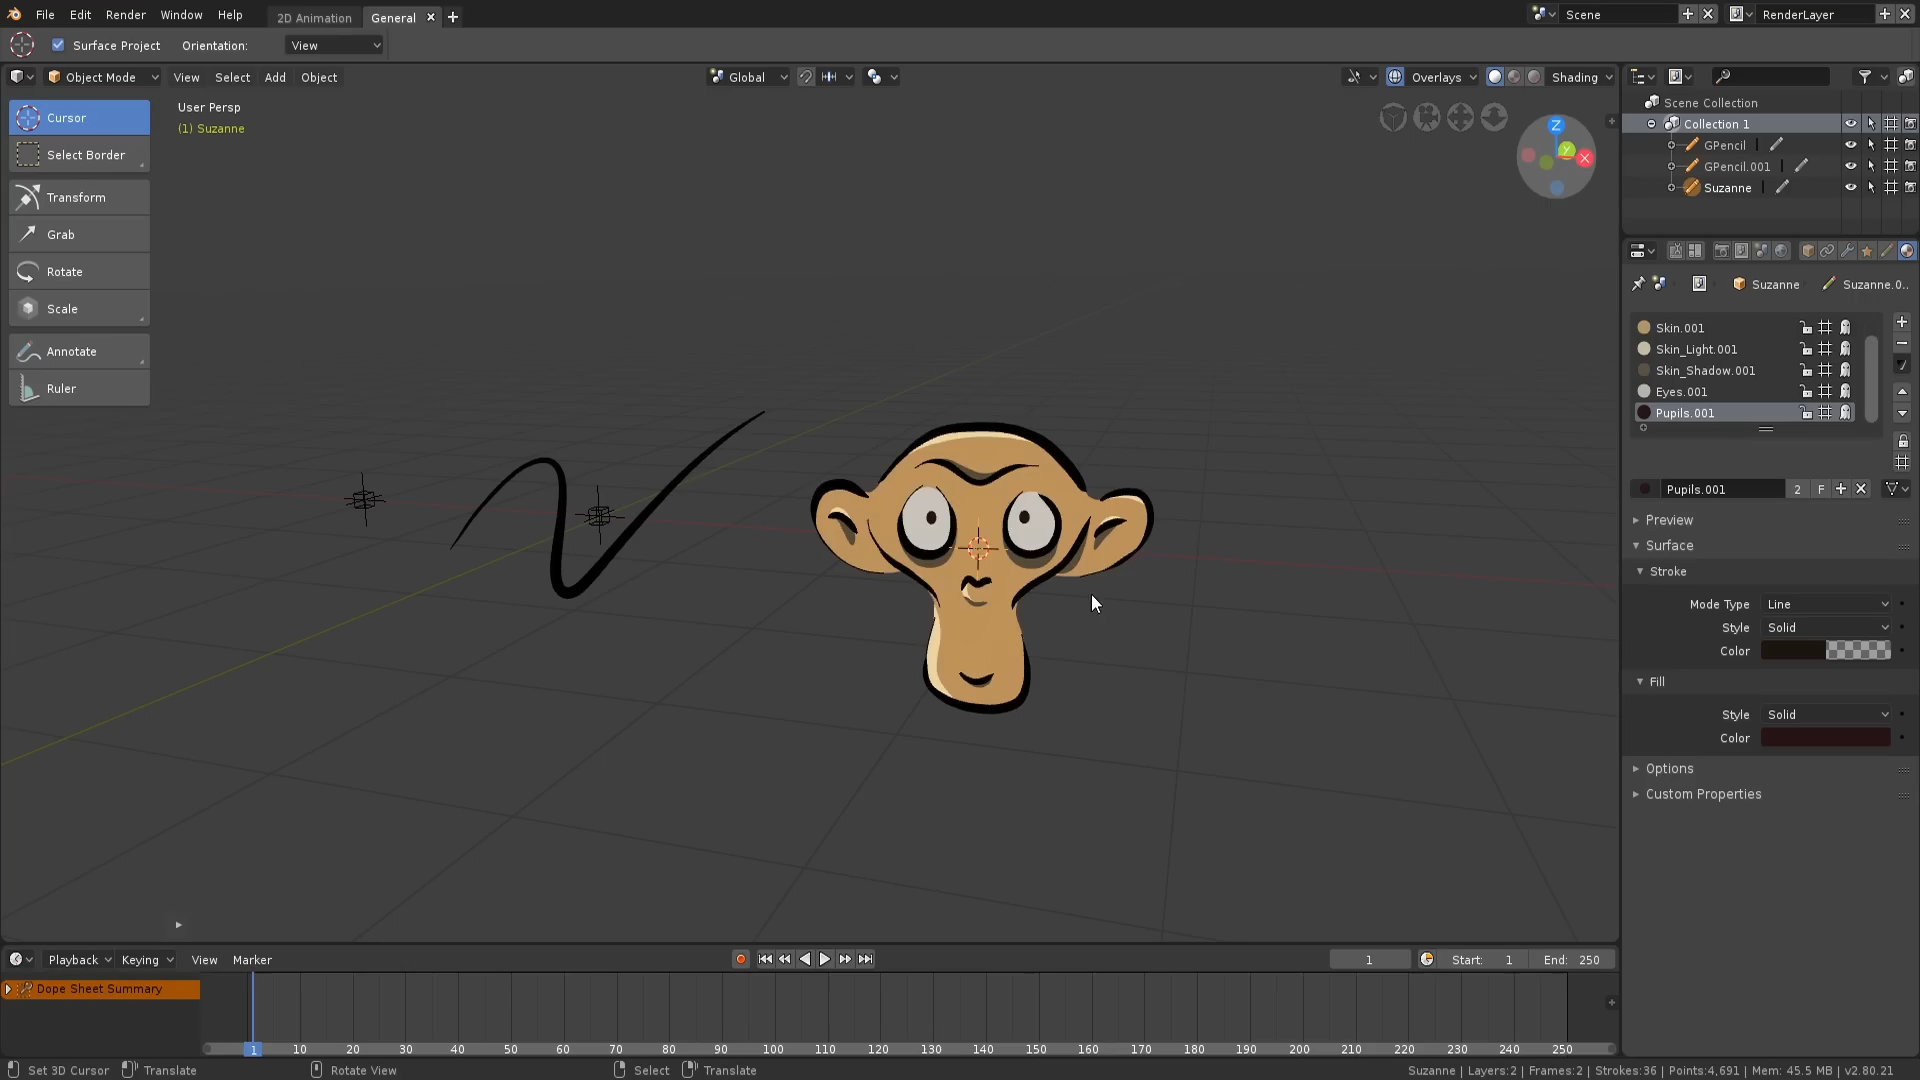 File Edit Render Window Help 2D Animation General Scene RenderLayer
Surface Project Orientation: View
Object Mode View Select Add Object Global Overlays Shading
User Persp
(1) Suzanne
Cursor
Select Border
Transform
Grab
Rotate
Scale
Annotate
Ruler
Z
Y
X
Scene Collection
Collection 1
GPencil
GPencil.001
Suzanne
Suzanne Suzanne.0..
Skin.001
Skin_Light.001
Skin_Shadow.001
Eyes.001
Pupils.001
Pupils.001 2 F
Preview
Surface
Stroke
Mode Type Line
Style Solid
Color
Fill
Style Solid
Color
Options
Custom Properties
Playback Keying View Marker 1 Start: 1 End: 250
Dope Sheet Summary
1 10 20 30 40 50 60 70 80 90 100 110 120 130 140 150 160 170 180 190 200 210 220 230 240 250
Set 3D Cursor Translate Rotate View Select Translate Suzanne | Layers:2 | Frames:2 | Strokes:36 | Points:4,691 | Mem: 45.5 MB | v2.80.21